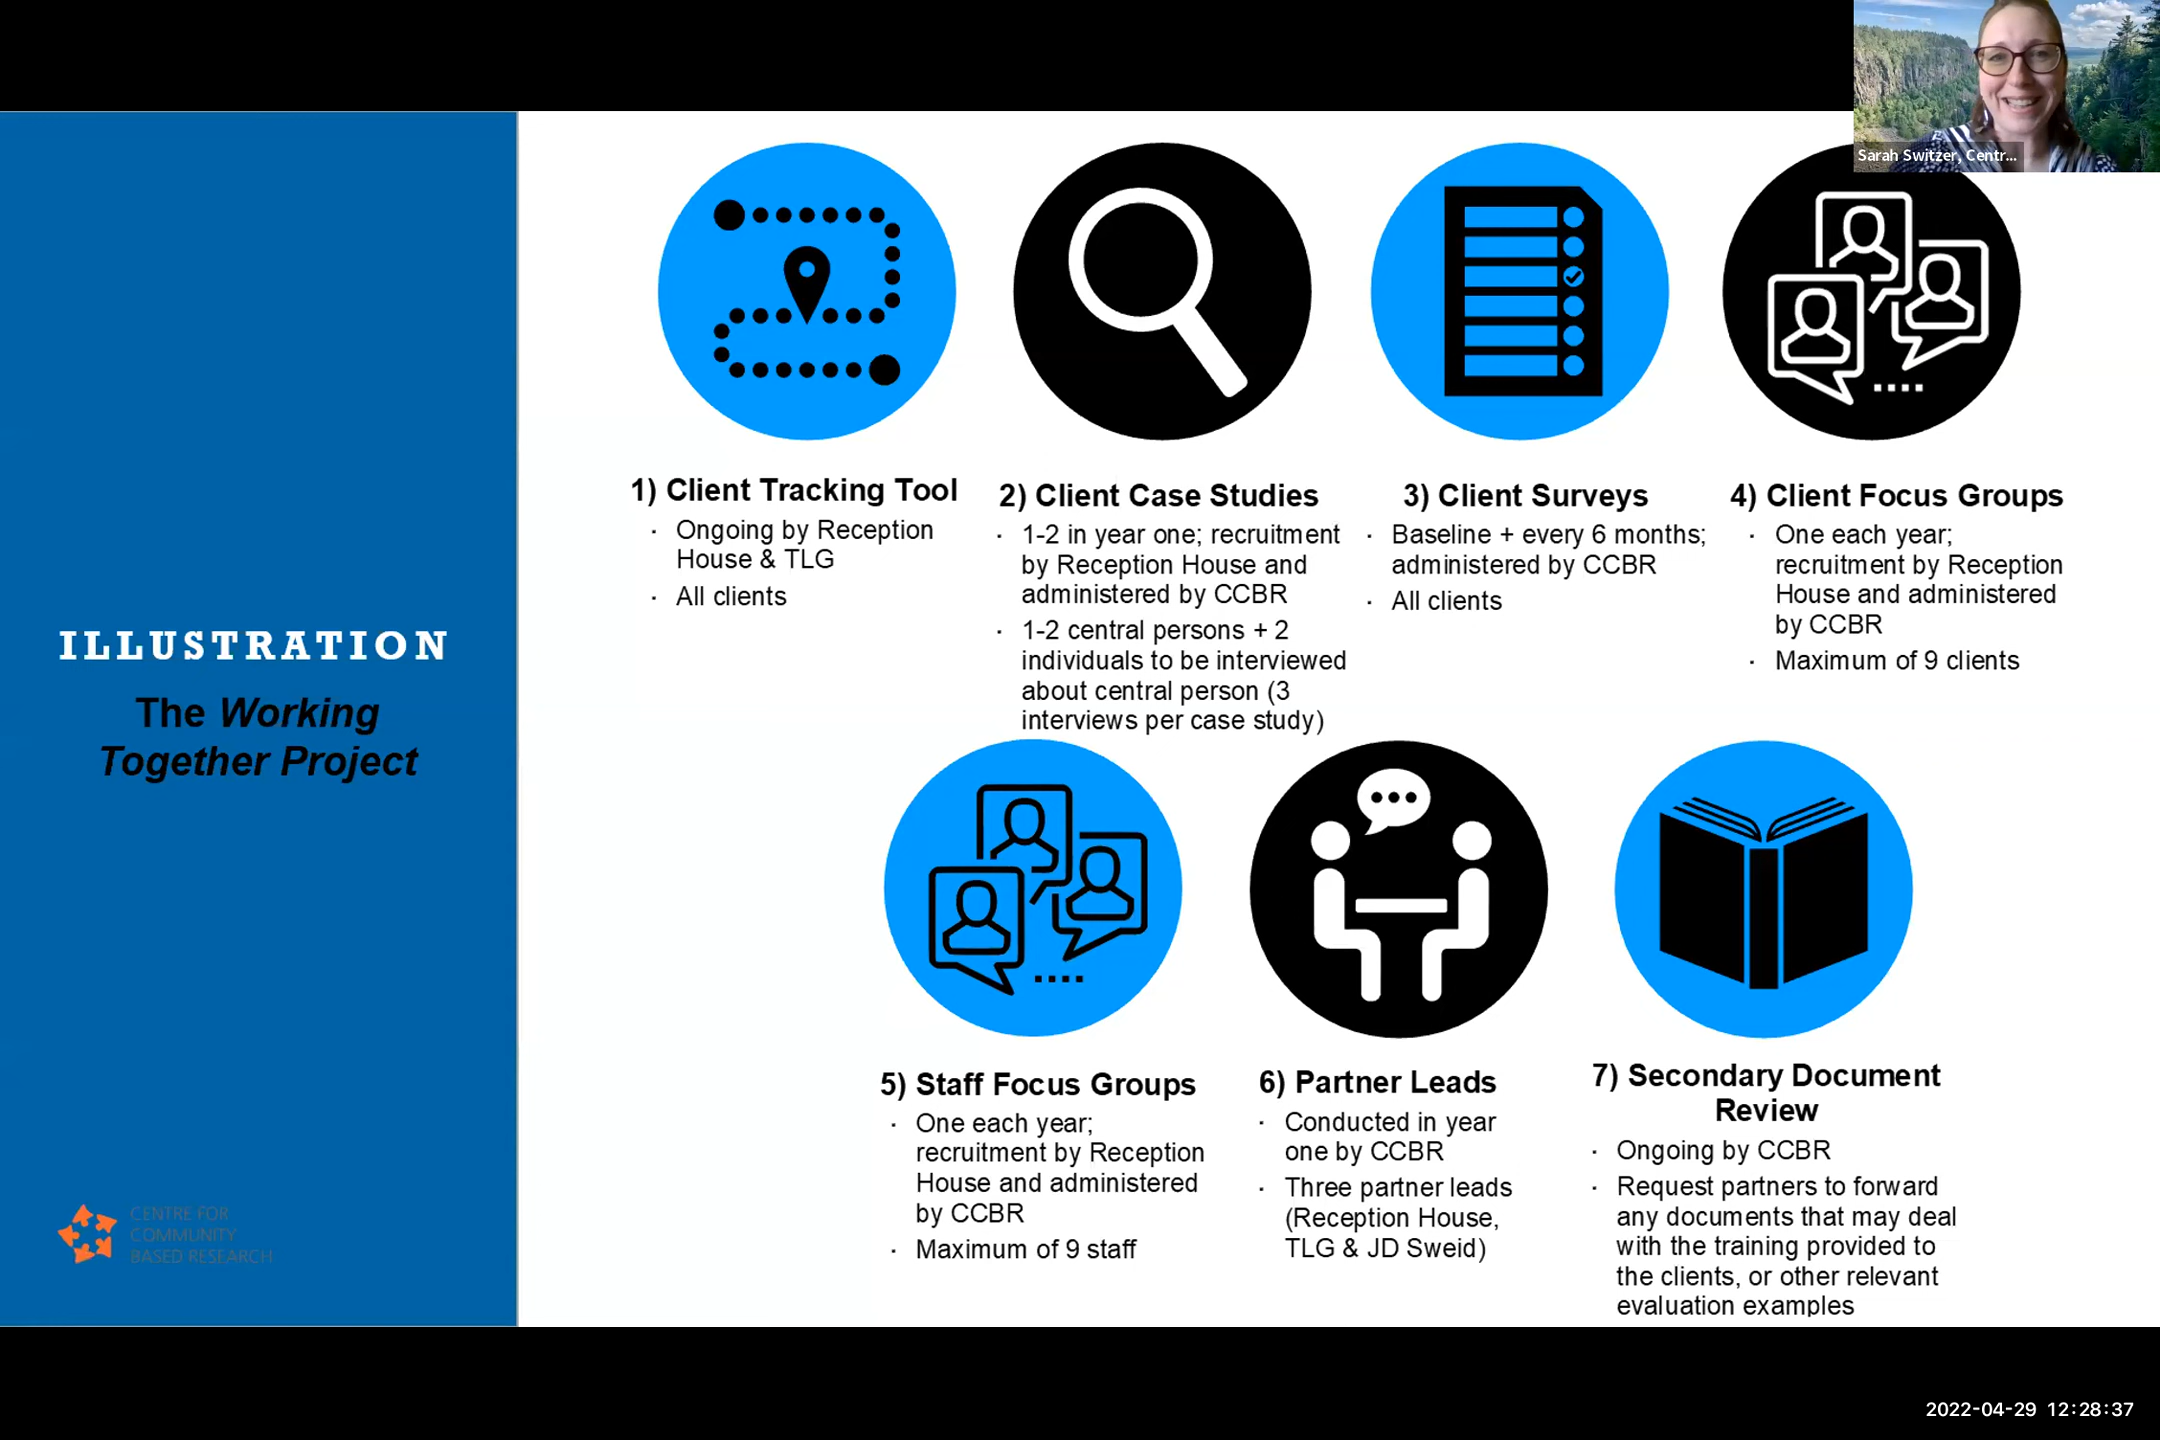 Sarah Switzer, Centr...
ILLUSTRATION
The Working
Together Project
CENTRE FOR
COMMUNITY
BASED RESEARCH
1) Client Tracking Tool
· Ongoing by Reception
House & TLG
· All clients
2) Client Case Studies
· 1-2 in year one; recruitment
by Reception House and
administered by CCBR
· 1-2 central persons + 2
individuals to be interviewed
about central person (3
interviews per case study)
3) Client Surveys
· Baseline + every 6 months;
administered by CCBR
· All clients
4) Client Focus Groups
· One each year;
recruitment by Reception
House and administered
by CCBR
· Maximum of 9 clients
5) Staff Focus Groups
· One each year;
recruitment by Reception
House and administered
by CCBR
· Maximum of 9 staff
6) Partner Leads
· Conducted in year
one by CCBR
· Three partner leads
(Reception House,
TLG & JD Sweid)
7) Secondary Document
Review
· Ongoing by CCBR
· Request partners to forward
any documents that may deal
with the training provided to
the clients, or other relevant
evaluation examples
2022-04-29 12:28:37